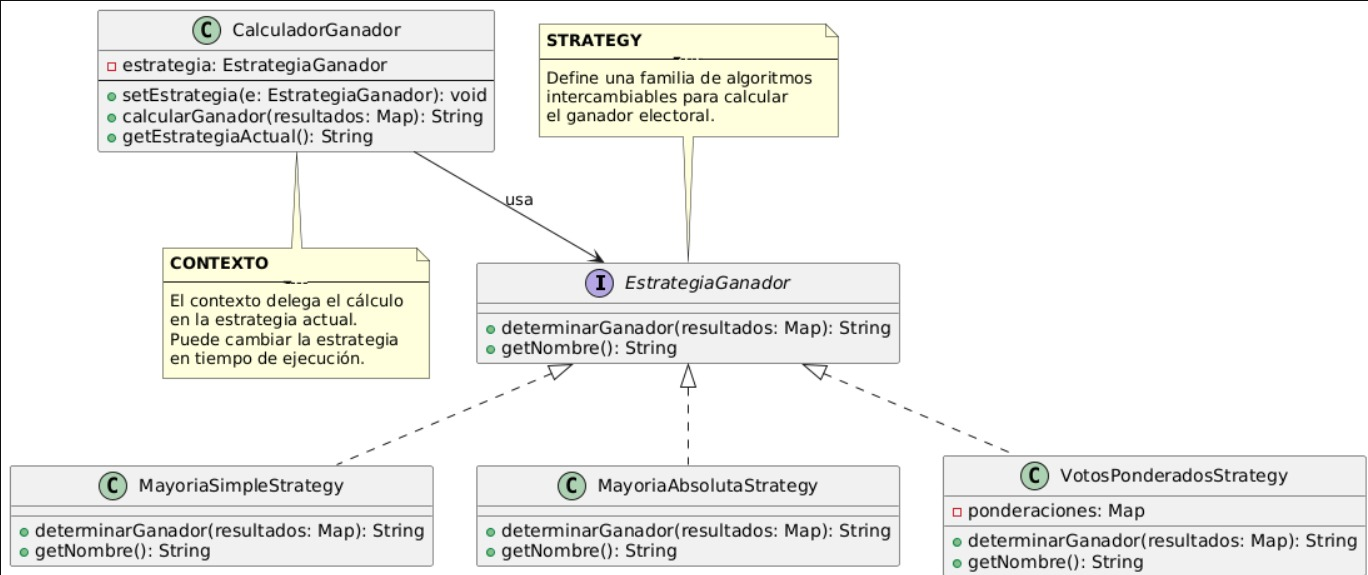 C CalculadorGanador
estrategia: EstrategiaGanador
setEstrategia(e: EstrategiaGanador): void
calcularGanador(resultados: Map): String
getEstrategiaActual(): String
STRATEGY
Define una familia de algoritmos
intercambiables para calcular
el ganador electoral.
usa
CONTEXTO
El contexto delega el cálculo
en la estrategia actual.
Puede cambiar la estrategia
en tiempo de ejecución.
I EstrategiaGanador
determinarGanador(resultados: Map): String
getNombre(): String
C MayoriaSimpleStrategy
determinarGanador(resultados: Map): String
getNombre(): String
C MayoriaAbsolutaStrategy
determinarGanador(resultados: Map): String
getNombre(): String
C VotosPonderadosStrategy
ponderaciones: Map
determinarGanador(resultados: Map): String
getNombre(): String